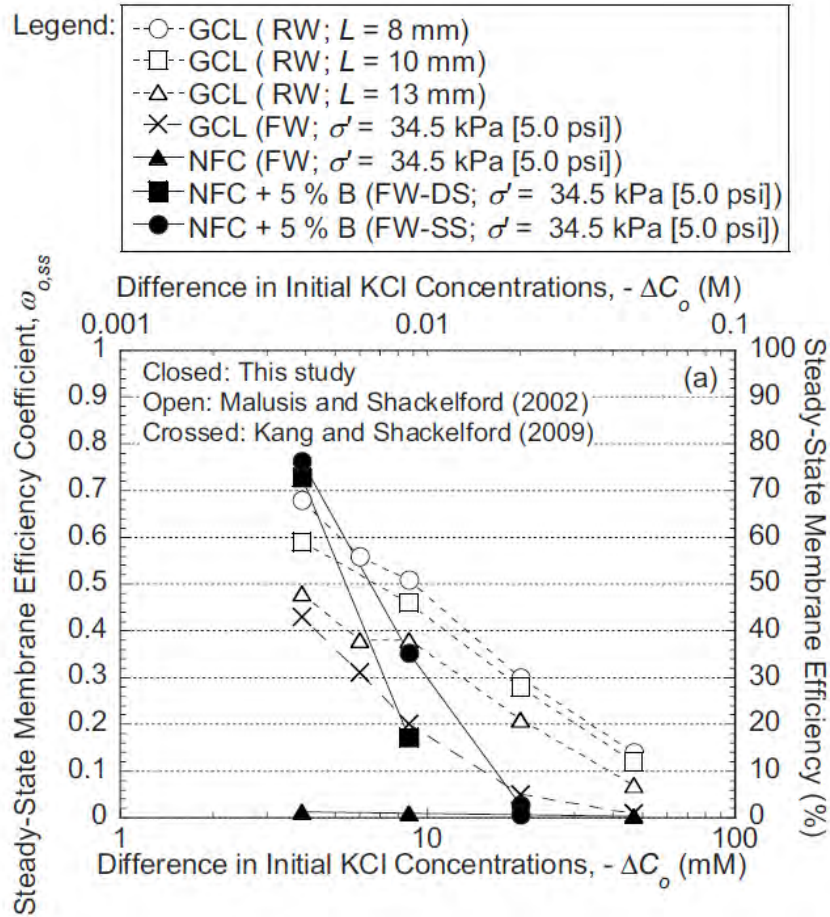 Legend:
GCL ( RW; L = 8 mm)
GCL ( RW; L = 10 mm)
GCL ( RW; L = 13 mm)
GCL (FW; σ' = 34.5 kPa [5.0 psi])
NFC (FW; σ' = 34.5 kPa [5.0 psi])
NFC + 5 % B (FW-DS; σ' = 34.5 kPa [5.0 psi])
NFC + 5 % B (FW-SS; σ' = 34.5 kPa [5.0 psi])
Difference in Initial KCl Concentrations, - ΔCₒ (M)
0.001 0.01 0.1
Steady-State Membrane Efficiency Coefficient, ωₒ,ss
1
0.9
0.8
0.7
0.6
0.5
0.4
0.3
0.2
0.1
0
Closed: This study
Open: Malusis and Shackelford (2002)
Crossed: Kang and Shackelford (2009)
(a)
100
90
80
70
60
50
40
30
20
10
0
Steady-State Membrane Efficiency (%)
1 10 100
Difference in Initial KCl Concentrations, - ΔCₒ (mM)